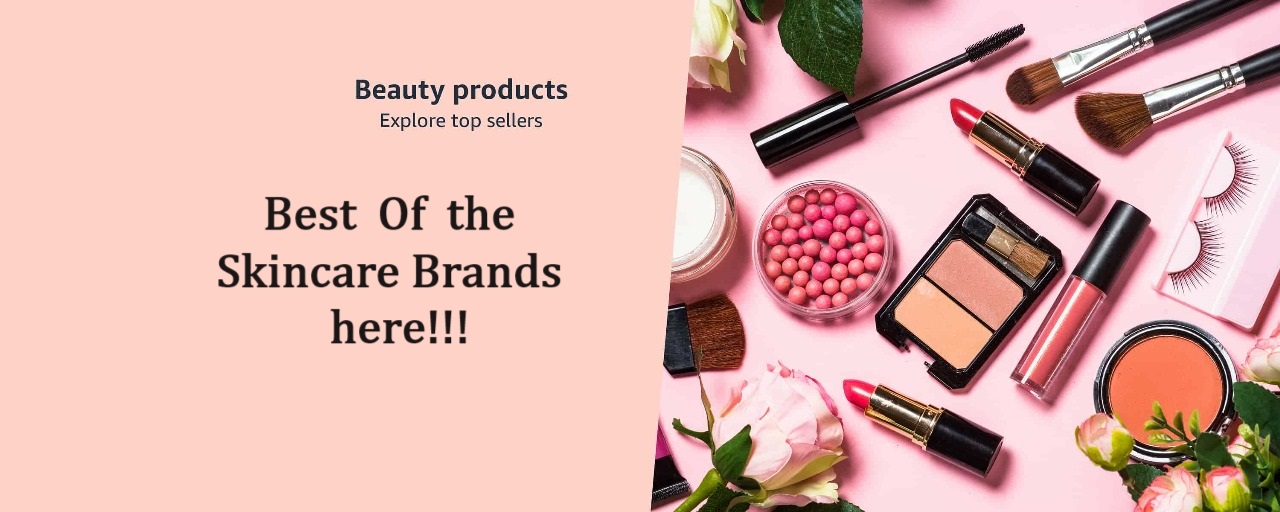 Beauty products
Explore top sellers
Best Of the
Skincare Brands
here!!!